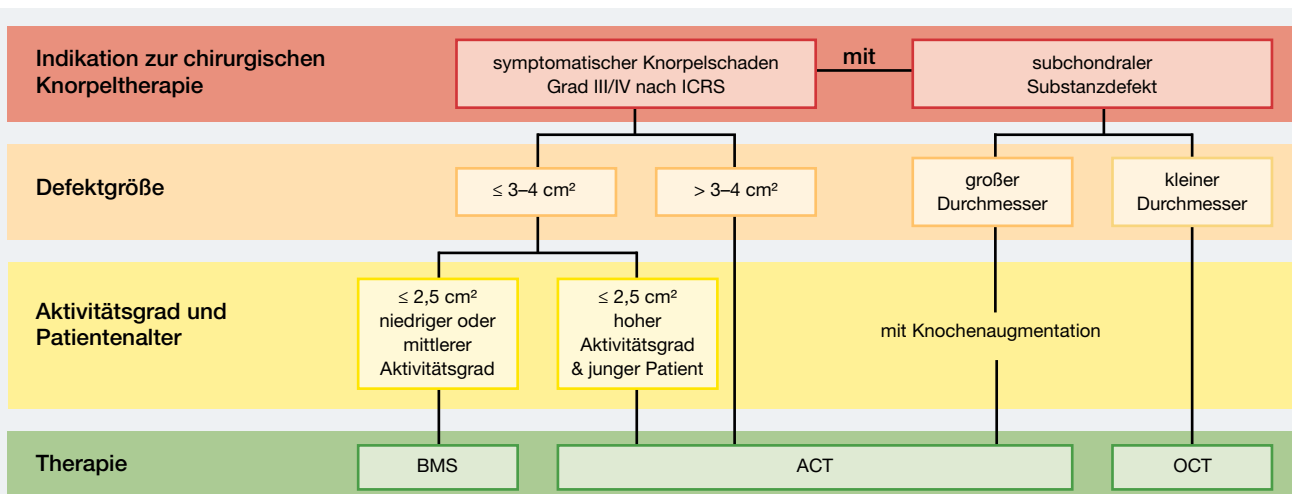 Indikation zur chirurgischen
Knorpeltherapie
symptomatischer Knorpelschaden
Grad III/IV nach ICRS
mit
subchondraler
Substanzdefekt
Defektgröße
≤ 3–4 cm²
> 3–4 cm²
großer
Durchmesser
kleiner
Durchmesser
Aktivitätsgrad und
Patientenalter
≤ 2,5 cm²
niedriger oder
mittlerer
Aktivitätsgrad
≤ 2,5 cm²
hoher
Aktivitätsgrad
& junger Patient
mit Knochenaugmentation
Therapie
BMS
ACT
OCT